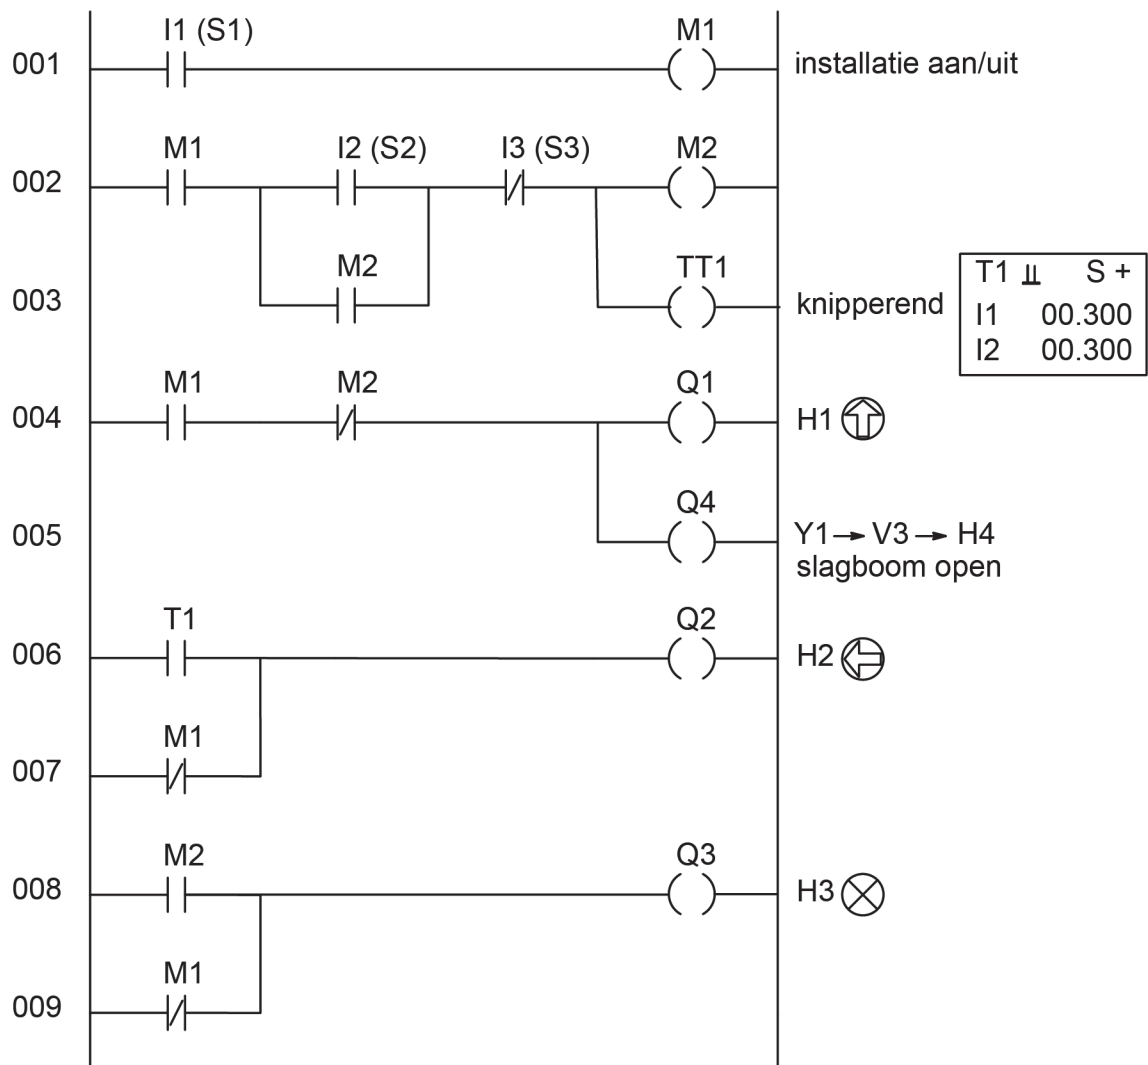 I1 (S1) M1
001 installatie aan/uit
M1 I2 (S2) I3 (S3) M2
002
M2 TT1
003 knipperend
T1 S +
I1 00.300
I2 00.300
M1 M2 Q1
004 H1
Q4
005 Y1 → V3 → H4
slagboom open
T1 Q2
006 H2
M1
007
M2 Q3
008 H3
M1
009